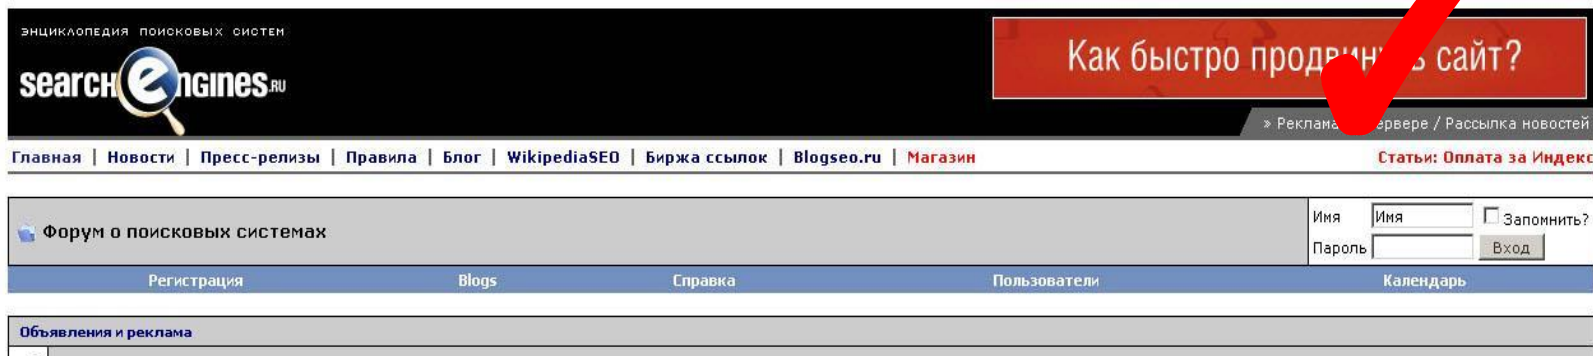 энциклопедия поисковых систем
searchengines.RU
Как быстро сайт?
» Реклама / Рассылка новостей
Главная | Новости | Пресс-релизы | Правила | Блог | WikipediaSEO | Биржа ссылок | Blogseo.ru | Магазин
Статьи: Оплата за Индекс
Форум о поисковых системах
Имя Имя Запомнить?
Пароль Вход
Регистрация Blogs Справка Пользователи Календарь
Объявления и реклама